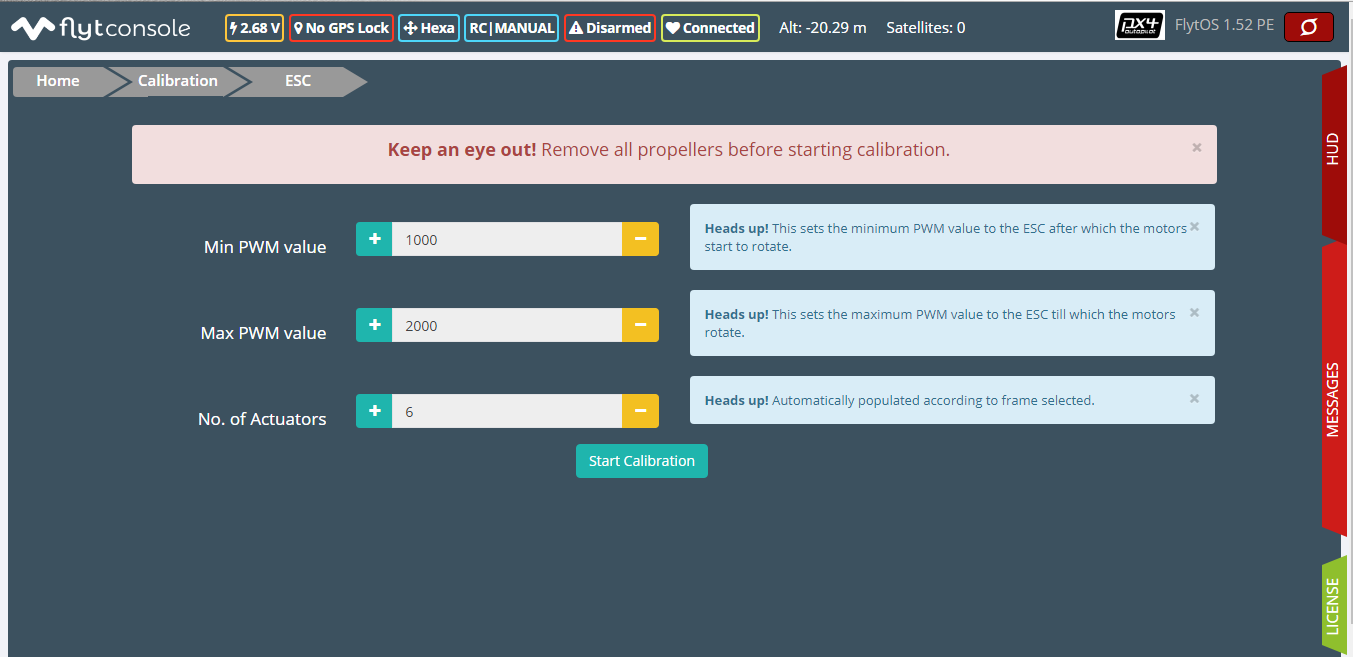 flytconsole
2.68 V
No GPS Lock
Hexa
RC|MANUAL
Disarmed
Connected
Alt: -20.29 m
Satellites: 0
px4
autopilot
FlytOS 1.52 PE
Home
Calibration
ESC
Keep an eye out! Remove all propellers before starting calibration.
×
Min PWM value
+
1000
−
Heads up! This sets the minimum PWM value to the ESC after which the motors
start to rotate.
×
Max PWM value
+
2000
−
Heads up! This sets the maximum PWM value to the ESC till which the motors
rotate.
×
No. of Actuators
+
6
−
Heads up! Automatically populated according to frame selected.
×
Start Calibration
HUD
MESSAGES
LICENSE